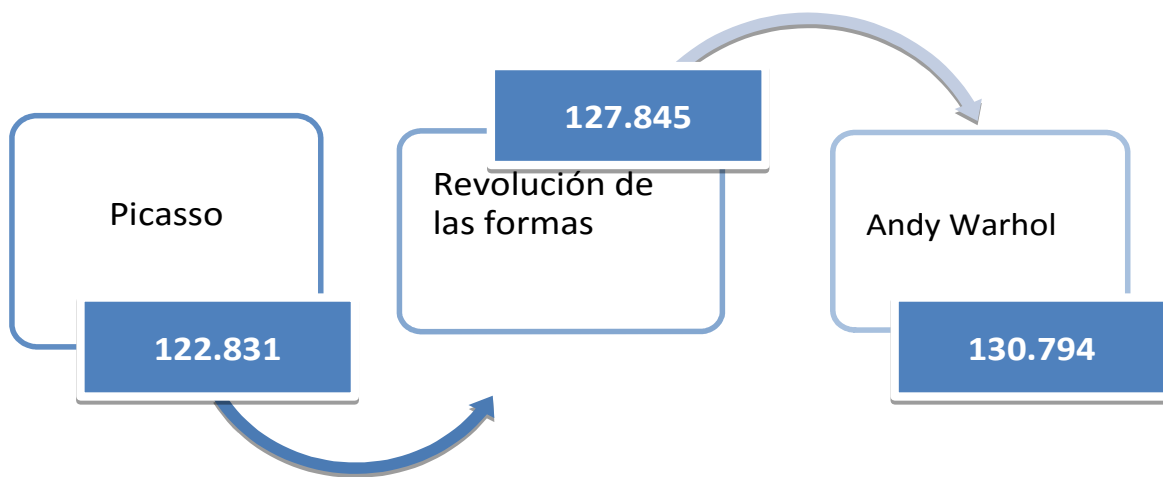 Picasso
122.831
127.845
Revolución de
las formas
Andy Warhol
130.794